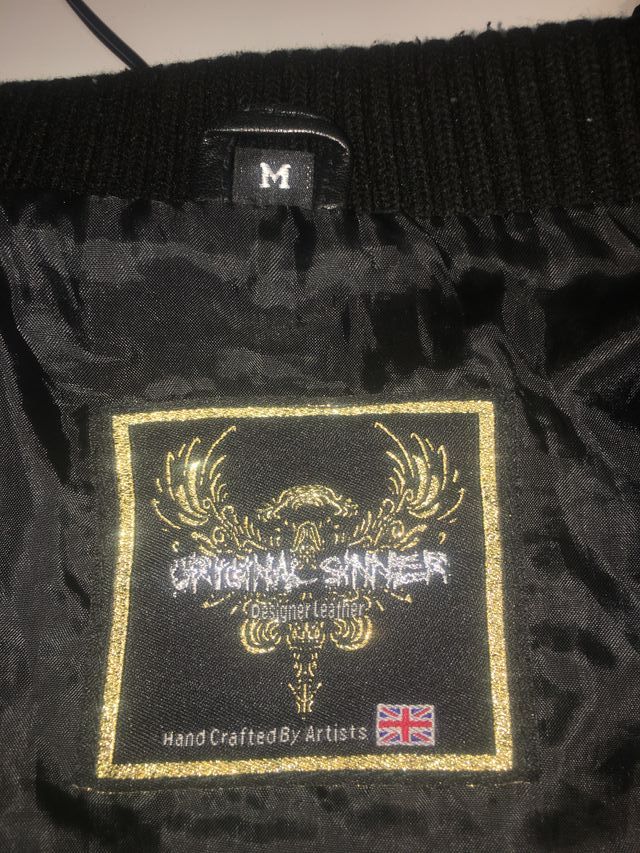 M
ORIGINAL SINNER
Designer Leather
Hand Crafted By Artists